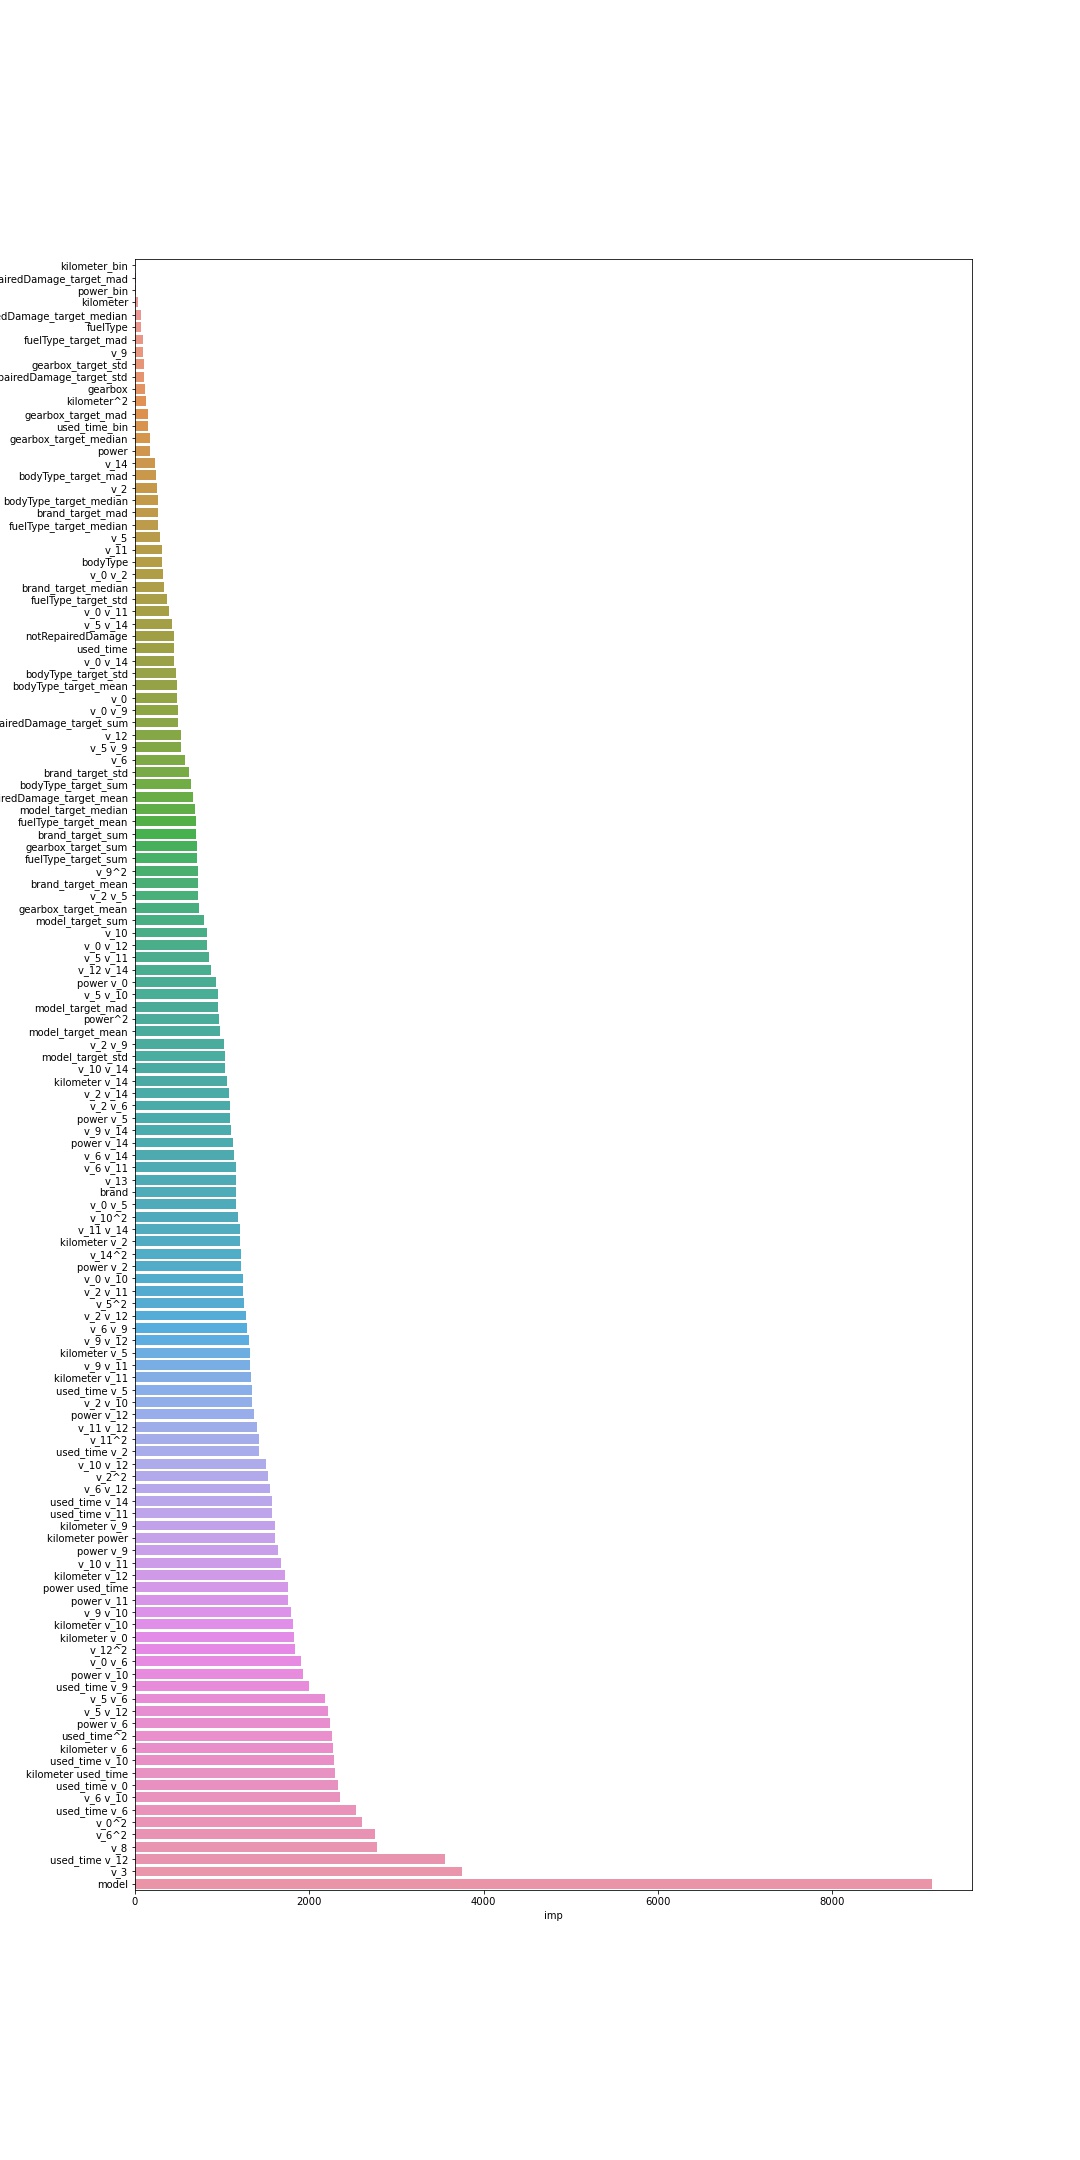 kilometer_bin
airedDamage_target_mad
power_bin
kilometer
edDamage_target_median
fuelType
fuelType_target_mad
v_9
gearbox_target_std
pairedDamage_target_std
gearbox
kilometer^2
gearbox_target_mad
used_time_bin
gearbox_target_median
power
v_14
bodyType_target_mad
v_2
bodyType_target_median
brand_target_mad
fuelType_target_median
v_5
v_11
bodyType
v_0 v_2
brand_target_median
fuelType_target_std
v_0 v_11
v_5 v_14
notRepairedDamage
used_time
v_0 v_14
bodyType_target_std
bodyType_target_mean
v_0
v_0 v_9
airedDamage_target_sum
v_12
v_5 v_9
v_6
brand_target_std
bodyType_target_sum
redDamage_target_mean
model_target_median
fuelType_target_mean
brand_target_sum
gearbox_target_sum
fuelType_target_sum
v_9^2
brand_target_mean
v_2 v_5
gearbox_target_mean
model_target_sum
v_10
v_0 v_12
v_5 v_11
v_12 v_14
power v_0
v_5 v_10
model_target_mad
power^2
model_target_mean
v_2 v_9
model_target_std
v_10 v_14
kilometer v_14
v_2 v_14
v_2 v_6
power v_5
v_9 v_14
power v_14
v_6 v_14
v_6 v_11
v_13
brand
v_0 v_5
v_10^2
v_11 v_14
kilometer v_2
v_14^2
power v_2
v_0 v_10
v_2 v_11
v_5^2
v_2 v_12
v_6 v_9
v_9 v_12
kilometer v_5
v_9 v_11
kilometer v_11
used_time v_5
v_2 v_10
power v_12
v_11 v_12
v_11^2
used_time v_2
v_10 v_12
v_2^2
v_6 v_12
used_time v_14
used_time v_11
kilometer v_9
kilometer power
power v_9
v_10 v_11
kilometer v_12
power used_time
power v_11
v_9 v_10
kilometer v_10
kilometer v_0
v_12^2
v_0 v_6
power v_10
used_time v_9
v_5 v_6
v_5 v_12
power v_6
used_time^2
kilometer v_6
used_time v_10
kilometer used_time
used_time v_0
v_6 v_10
used_time v_6
v_0^2
v_6^2
v_8
used_time v_12
v_3
model
0 2000 4000 6000 8000
imp